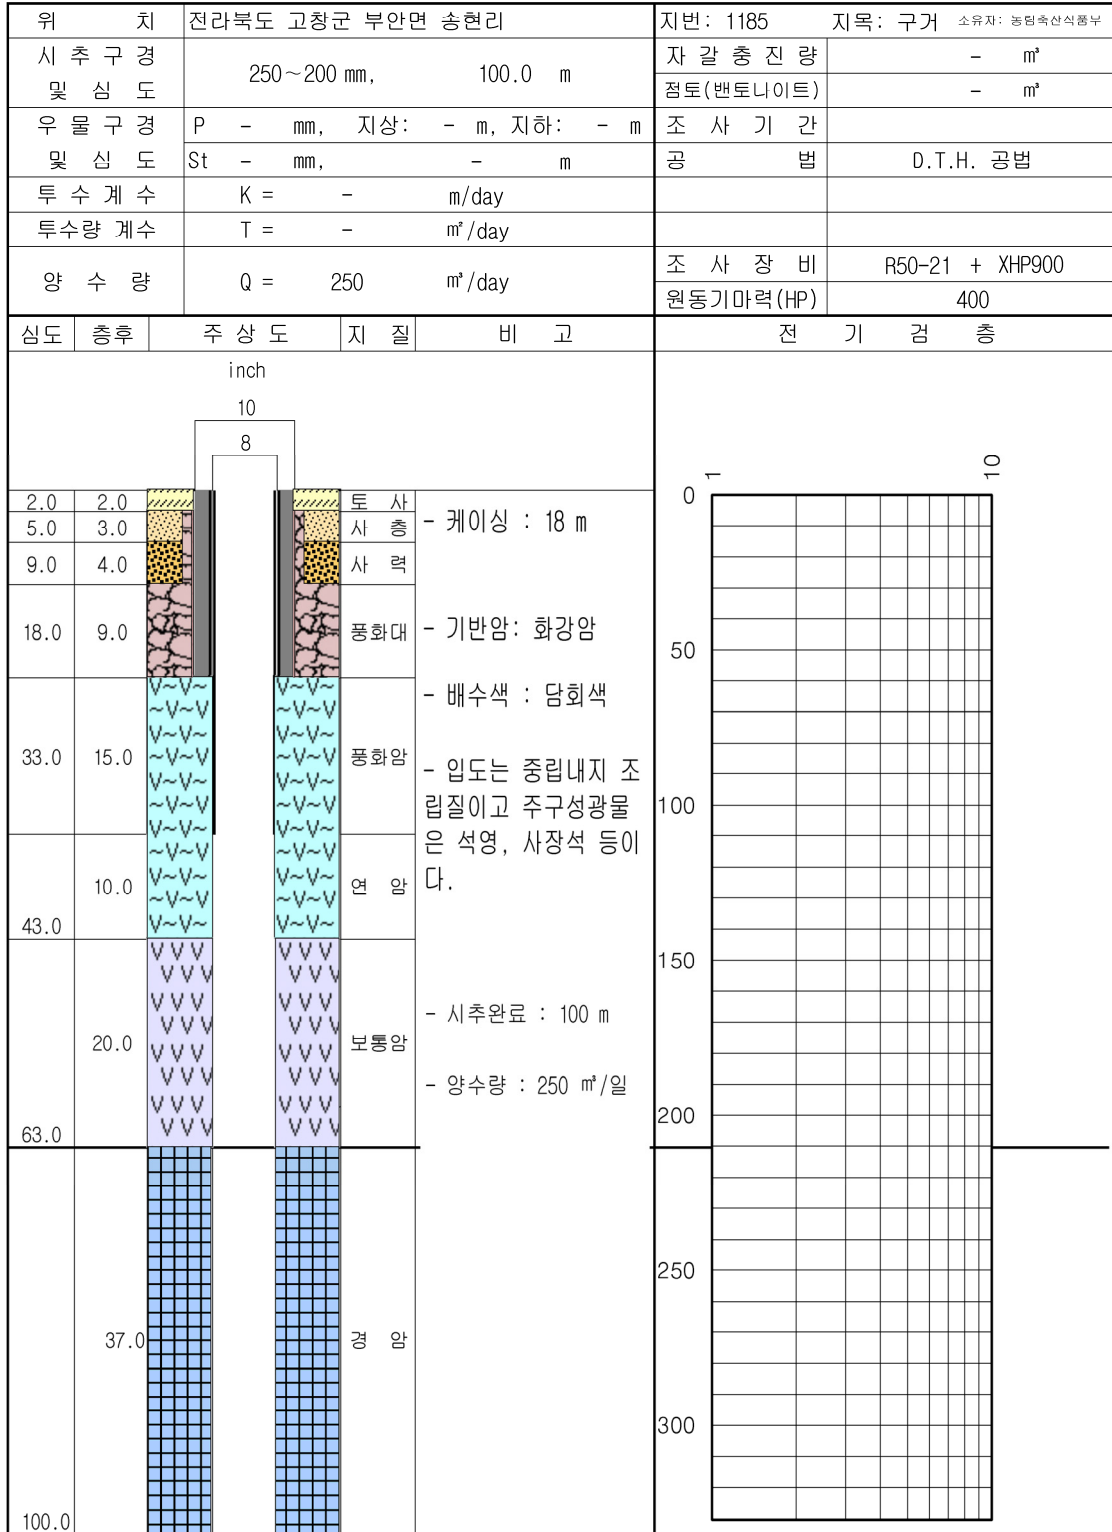 위 치 전라북도 고창군 부안면 송현리 지번: 1185 지목: 구거 소유자: 농림축산식품부
시 추 구 경 및 심 도 250~200 mm, 100.0 m
자 갈 충 진 량 - m³
점토(밴토나이트) - m³
우 물 구 경 및 심 도 P - mm, 지상: - m, 지하: - m
St - mm, - m
조 사 기 간
공 법 D.T.H. 공법
투 수 계 수 K = - m/day
투수량 계수 T = - m²/day
양 수 량 Q = 250 m³/day
조 사 장 비 R50-21 + XHP900
원동기마력(HP) 400
심도 층후 주 상 도 지 질 비 고 전 기 검 층
inch
10
8
1 10
2.0 2.0 토 사
5.0 3.0 사 층
9.0 4.0 사 력
18.0 9.0 풍화대
33.0 15.0 풍화암
43.0 10.0 연 암
63.0 20.0 보통암
100.0 37.0 경 암
- 케이싱 : 18 m
- 기반암: 화강암
- 배수색 : 담회색
- 입도는 중립내지 조
립질이고 주구성광물
은 석영, 사장석 등이
다.
- 시추완료 : 100 m
- 양수량 : 250 m³/일
0
50
100
150
200
250
300